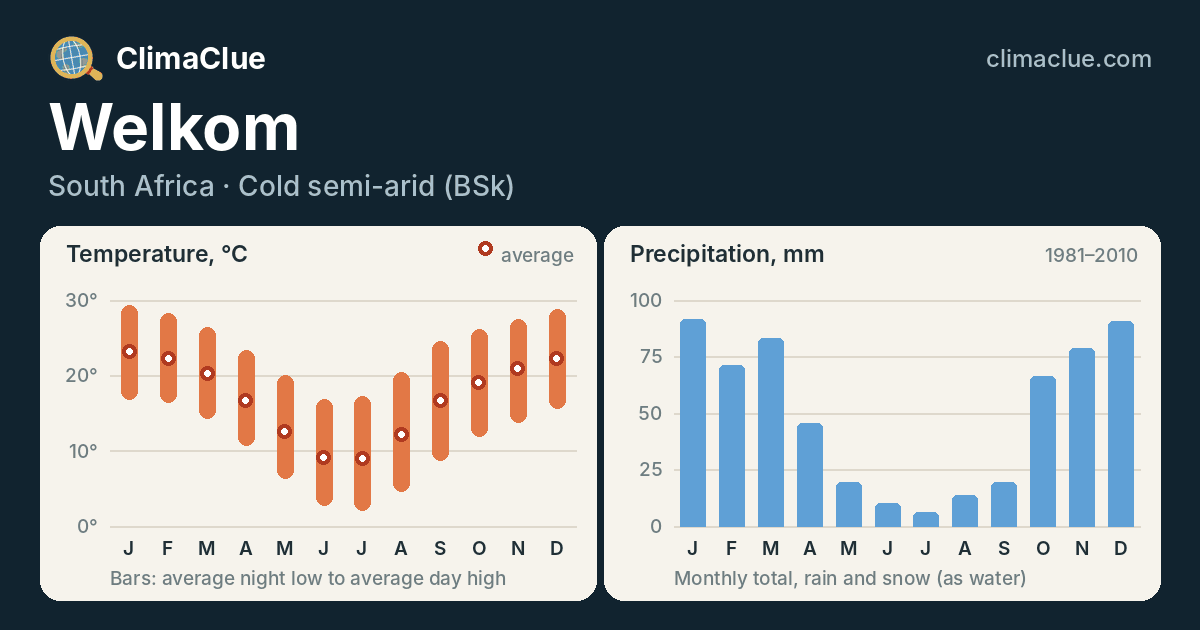 ClimaClue
climaclue.com
Welkom
South Africa · Cold semi-arid (BSk)
Temperature, °C
average
30°
20°
10°
0°
J F M A M J J A S O N D
Bars: average night low to average day high
Precipitation, mm
1981–2010
100
75
50
25
0
J F M A M J J A S O N D
Monthly total, rain and snow (as water)